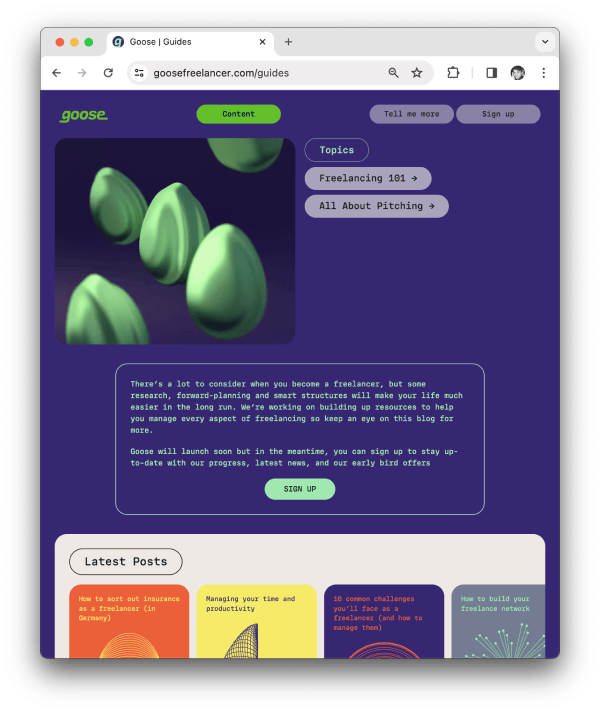 Goose | Guides
goosefreelancer.com/guides
goose
Content
Tell me more
Sign up
Topics
Freelancing 101 →
All About Pitching →
There's a lot to consider when you become a freelancer, but some
research, forward-planning and smart structures will make your life much
easier in the long run. We're working on building up resources to help
you manage every aspect of freelancing so keep an eye on this blog for
more.
Goose will launch soon but in the meantime, you can sign up to stay up-
to-date with our progress, latest news, and our early bird offers
SIGN UP
Latest Posts
How to sort out insurance
as a freelancer (in
Germany)
Managing your time and
productivity
10 common challenges
you'll face as a
freelancer (and how to
manage them)
How to build your
freelance network